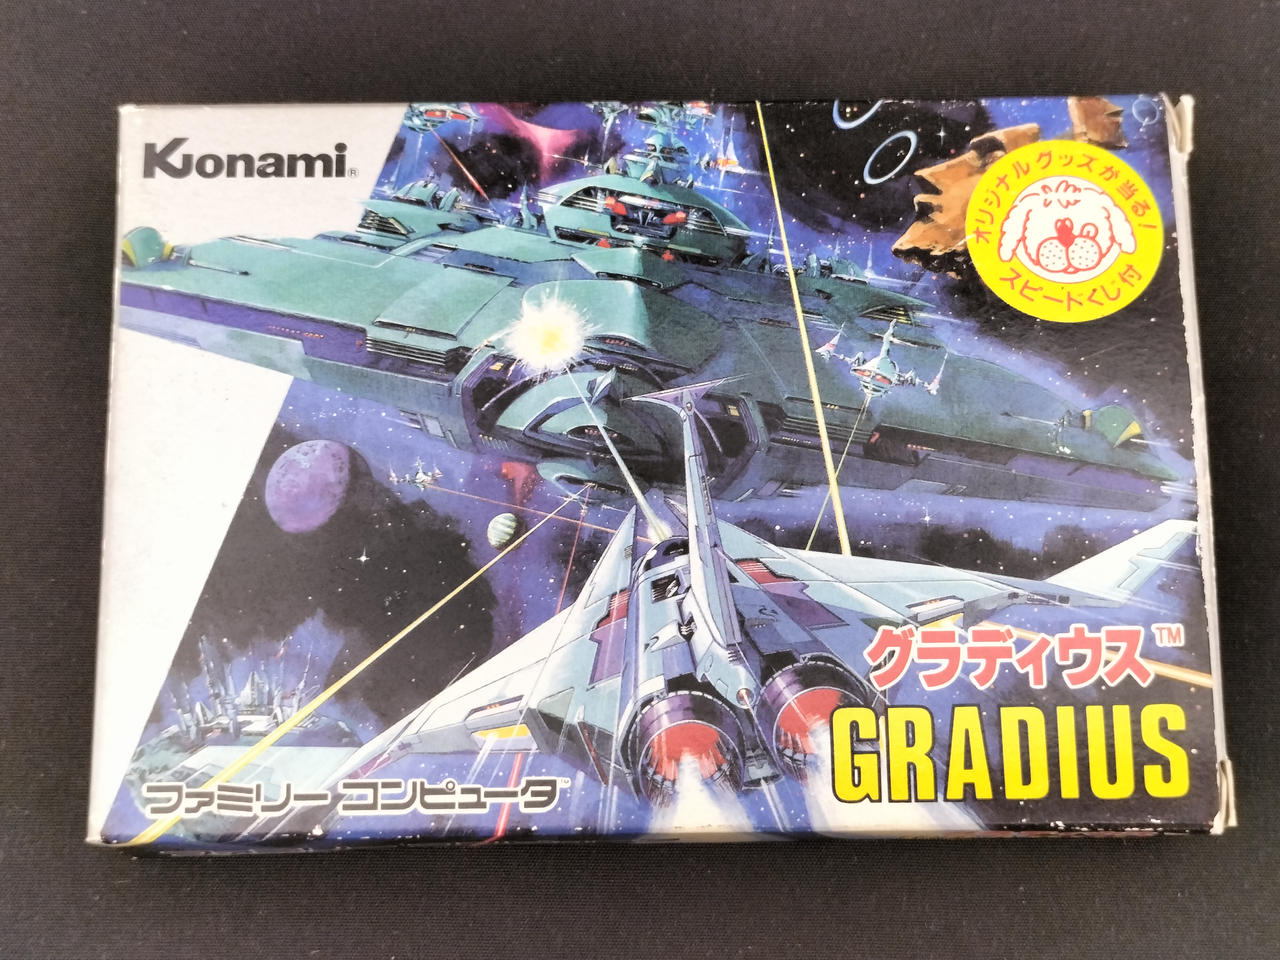 Konami®
オリジナルグッズが当る!
スピードくじ付
グラディウス™
GRADIUS
ファミリー コンピュータ™